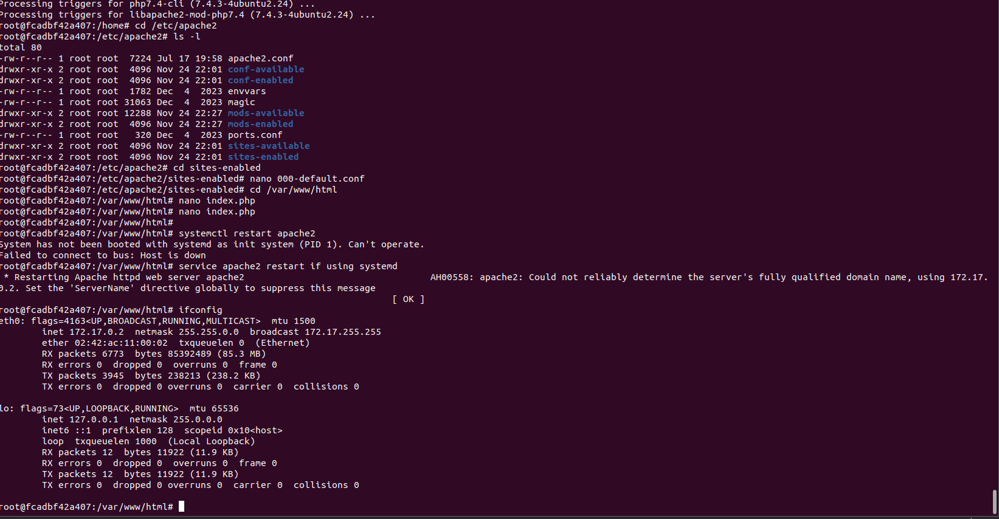 Processing triggers for php7.4-cli (7.4.3-4ubuntu2.24) ...
Processing triggers for libapache2-mod-php7.4 (7.4.3-4ubuntu2.24) ...
root@fcadbf42a407:/home# cd /etc/apache2
root@fcadbf42a407:/etc/apache2# ls -l
total 80
-rw-r--r-- 1 root root  7224 Jul 17 19:58 apache2.conf
drwxr-xr-x 2 root root  4096 Nov 24 22:01 conf-available
drwxr-xr-x 2 root root  4096 Nov 24 22:01 conf-enabled
-rw-r--r-- 1 root root  1782 Dec  4  2023 envvars
-rw-r--r-- 1 root root 31063 Dec  4  2023 magic
drwxr-xr-x 2 root root 12288 Nov 24 22:27 mods-available
drwxr-xr-x 2 root root  4096 Nov 24 22:27 mods-enabled
-rw-r--r-- 1 root root   320 Dec  4  2023 ports.conf
drwxr-xr-x 2 root root  4096 Nov 24 22:01 sites-available
drwxr-xr-x 2 root root  4096 Nov 24 22:01 sites-enabled
root@fcadbf42a407:/etc/apache2# cd sites-enabled
root@fcadbf42a407:/etc/apache2/sites-enabled# nano 000-default.conf
root@fcadbf42a407:/etc/apache2/sites-enabled# cd /var/www/html
root@fcadbf42a407:/var/www/html# nano index.php
root@fcadbf42a407:/var/www/html# nano index.php
root@fcadbf42a407:/var/www/html#
root@fcadbf42a407:/var/www/html# systemctl restart apache2
System has not been booted with systemd as init system (PID 1). Can't operate.
Failed to connect to bus: Host is down
root@fcadbf42a407:/var/www/html# service apache2 restart if using systemd
 * Restarting Apache httpd web server apache2                                  AH00558: apache2: Could not reliably determine the server's fully qualified domain name, using 172.17.
0.2. Set the 'ServerName' directive globally to suppress this message
                                                                        [ OK ]
root@fcadbf42a407:/var/www/html# ifconfig
eth0: flags=4163<UP,BROADCAST,RUNNING,MULTICAST>  mtu 1500
        inet 172.17.0.2  netmask 255.255.0.0  broadcast 172.17.255.255
        ether 02:42:ac:11:00:02  txqueuelen 0  (Ethernet)
        RX packets 6773  bytes 85392489 (85.3 MB)
        RX errors 0  dropped 0  overruns 0  frame 0
        TX packets 3945  bytes 238213 (238.2 KB)
        TX errors 0  dropped 0 overruns 0  carrier 0  collisions 0

lo: flags=73<UP,LOOPBACK,RUNNING>  mtu 65536
        inet 127.0.0.1  netmask 255.0.0.0
        inet6 ::1  prefixlen 128  scopeid 0x10<host>
        loop  txqueuelen 1000  (Local Loopback)
        RX packets 12  bytes 11922 (11.9 KB)
        RX errors 0  dropped 0  overruns 0  frame 0
        TX packets 12  bytes 11922 (11.9 KB)
        TX errors 0  dropped 0 overruns 0  carrier 0  collisions 0

root@fcadbf42a407:/var/www/html#